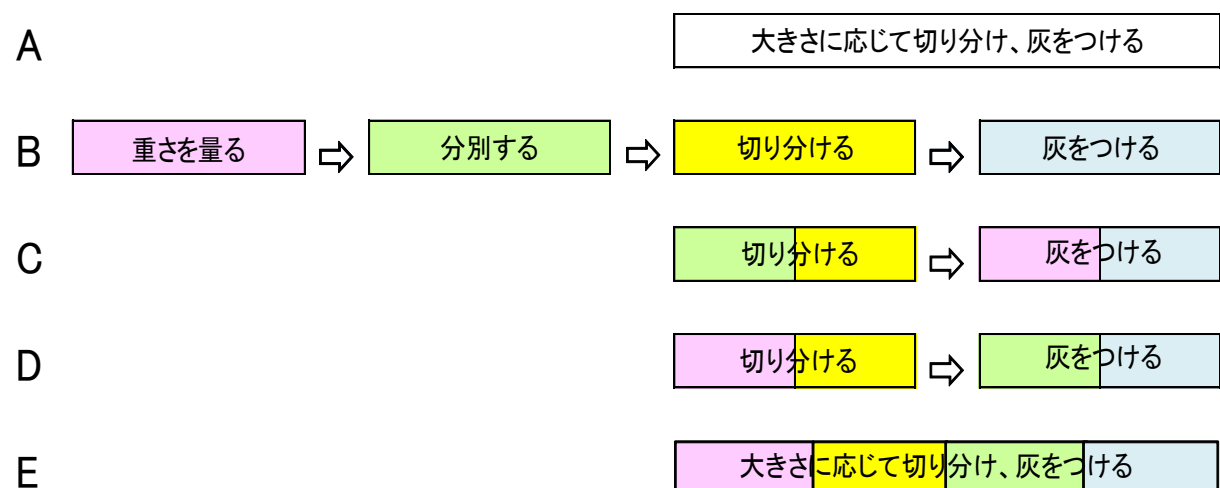 A
大きさに応じて切り分け、灰をつける
B
重さを量る
分別する
切り分ける
灰をつける
C
切り分ける
灰をつける
D
切り分ける
灰をつける
E
大きさに応じて切り分け、灰をつける